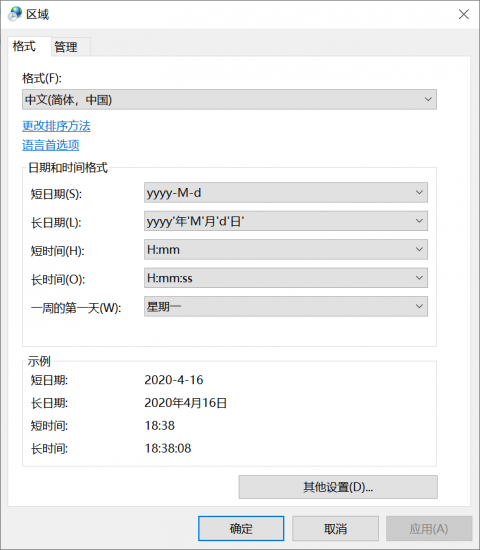 区域
格式 管理
格式(F):
中文(简体，中国)
更改排序方法
语言首选项
日期和时间格式
短日期(S): yyyy-M-d
长日期(L): yyyy'年'M'月'd'日'
短时间(H): H:mm
长时间(O): H:mm:ss
一周的第一天(W): 星期一
示例
短日期: 2020-4-16
长日期: 2020年4月16日
短时间: 18:38
长时间: 18:38:08
其他设置(D)...
确定 取消 应用(A)